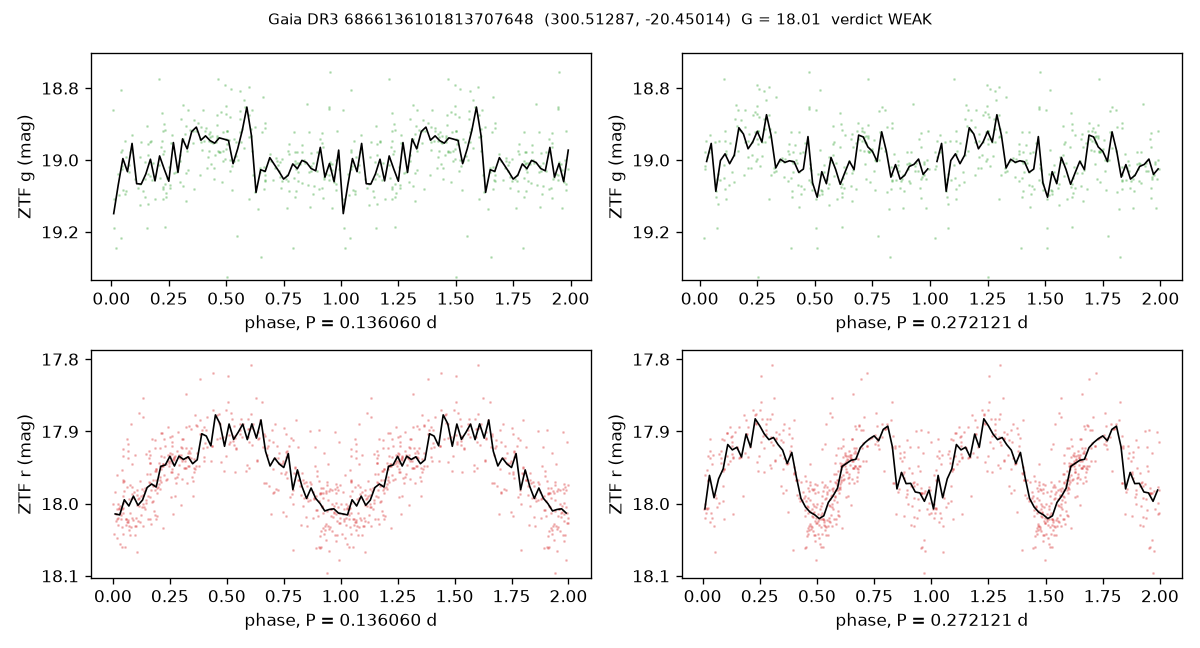 Gaia DR3 6866136101813707648 (300.51287, -20.45014) G = 18.01 verdict WEAK
ZTF g (mag)
18.8
19.0
19.2
0.00 0.25 0.50 0.75 1.00 1.25 1.50 1.75 2.00
phase, P = 0.136060 d
ZTF g (mag)
18.8
19.0
19.2
0.00 0.25 0.50 0.75 1.00 1.25 1.50 1.75 2.00
phase, P = 0.272121 d
ZTF r (mag)
17.8
17.9
18.0
18.1
0.00 0.25 0.50 0.75 1.00 1.25 1.50 1.75 2.00
phase, P = 0.136060 d
ZTF r (mag)
17.8
17.9
18.0
18.1
0.00 0.25 0.50 0.75 1.00 1.25 1.50 1.75 2.00
phase, P = 0.272121 d